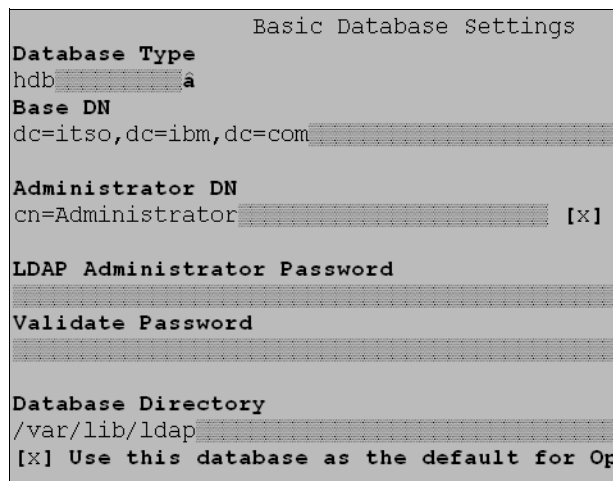 Basic Database Settings
Database Type
hdb▒▒▒▒▒▒▒▒▒▒â
Base DN
dc=itso,dc=ibm,dc=com
Administrator DN
cn=Administrator [x]
LDAP Administrator Password
Validate Password
Database Directory
/var/lib/ldap
[x] Use this database as the default for Op